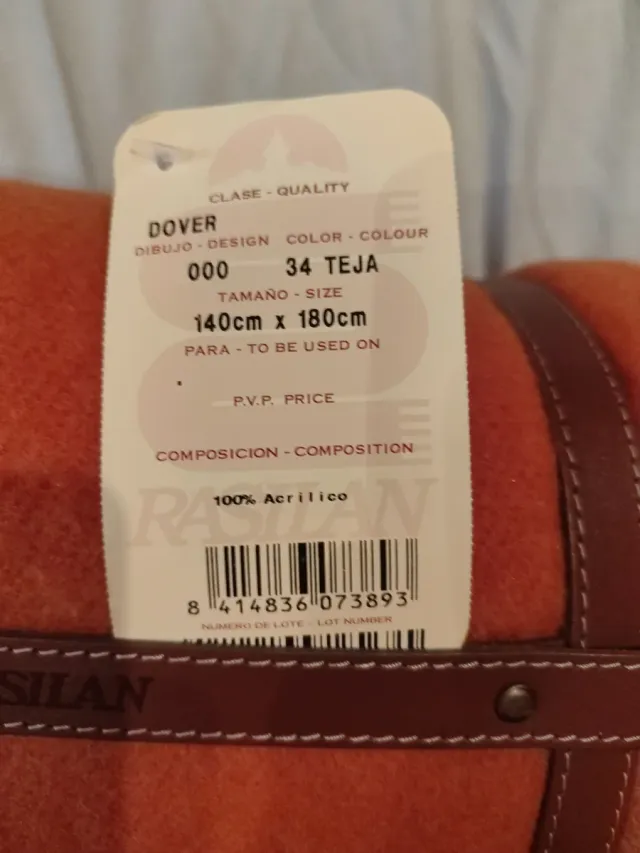 CLASE - QUALITY
DOVER
DIBUJO - DESIGN COLOR - COLOUR
000 34 TEJA
TAMAÑO - SIZE
140cm x 180cm
PARA - TO BE USED ON
P.V.P. PRICE
COMPOSICION - COMPOSITION
100% Acrilico
RASILAN
8 414836 073893
NUMERO DE LOTE - LOT NUMBER
SILAN